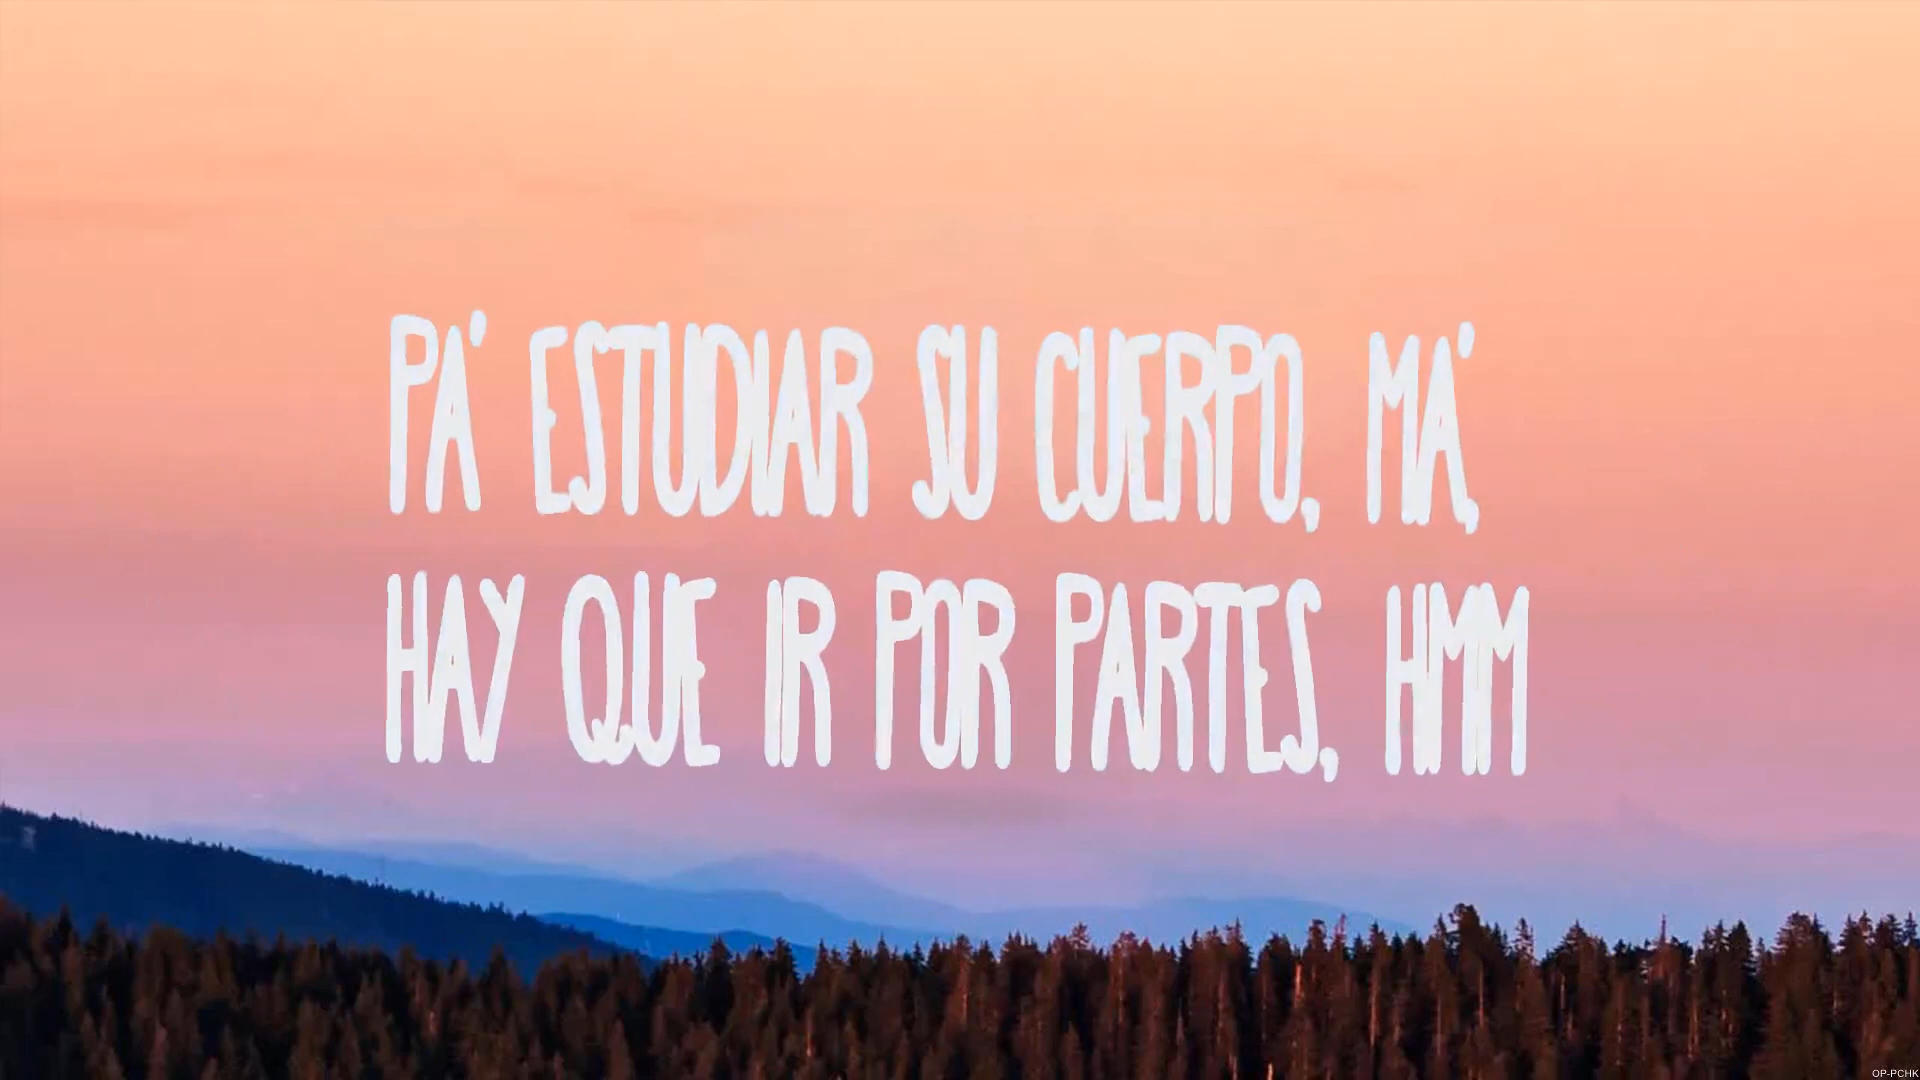 PA' ESTUDIAR SU CUERPO, MA',
HAY QUE IR POR PARTES, HMM
OP-PCHK